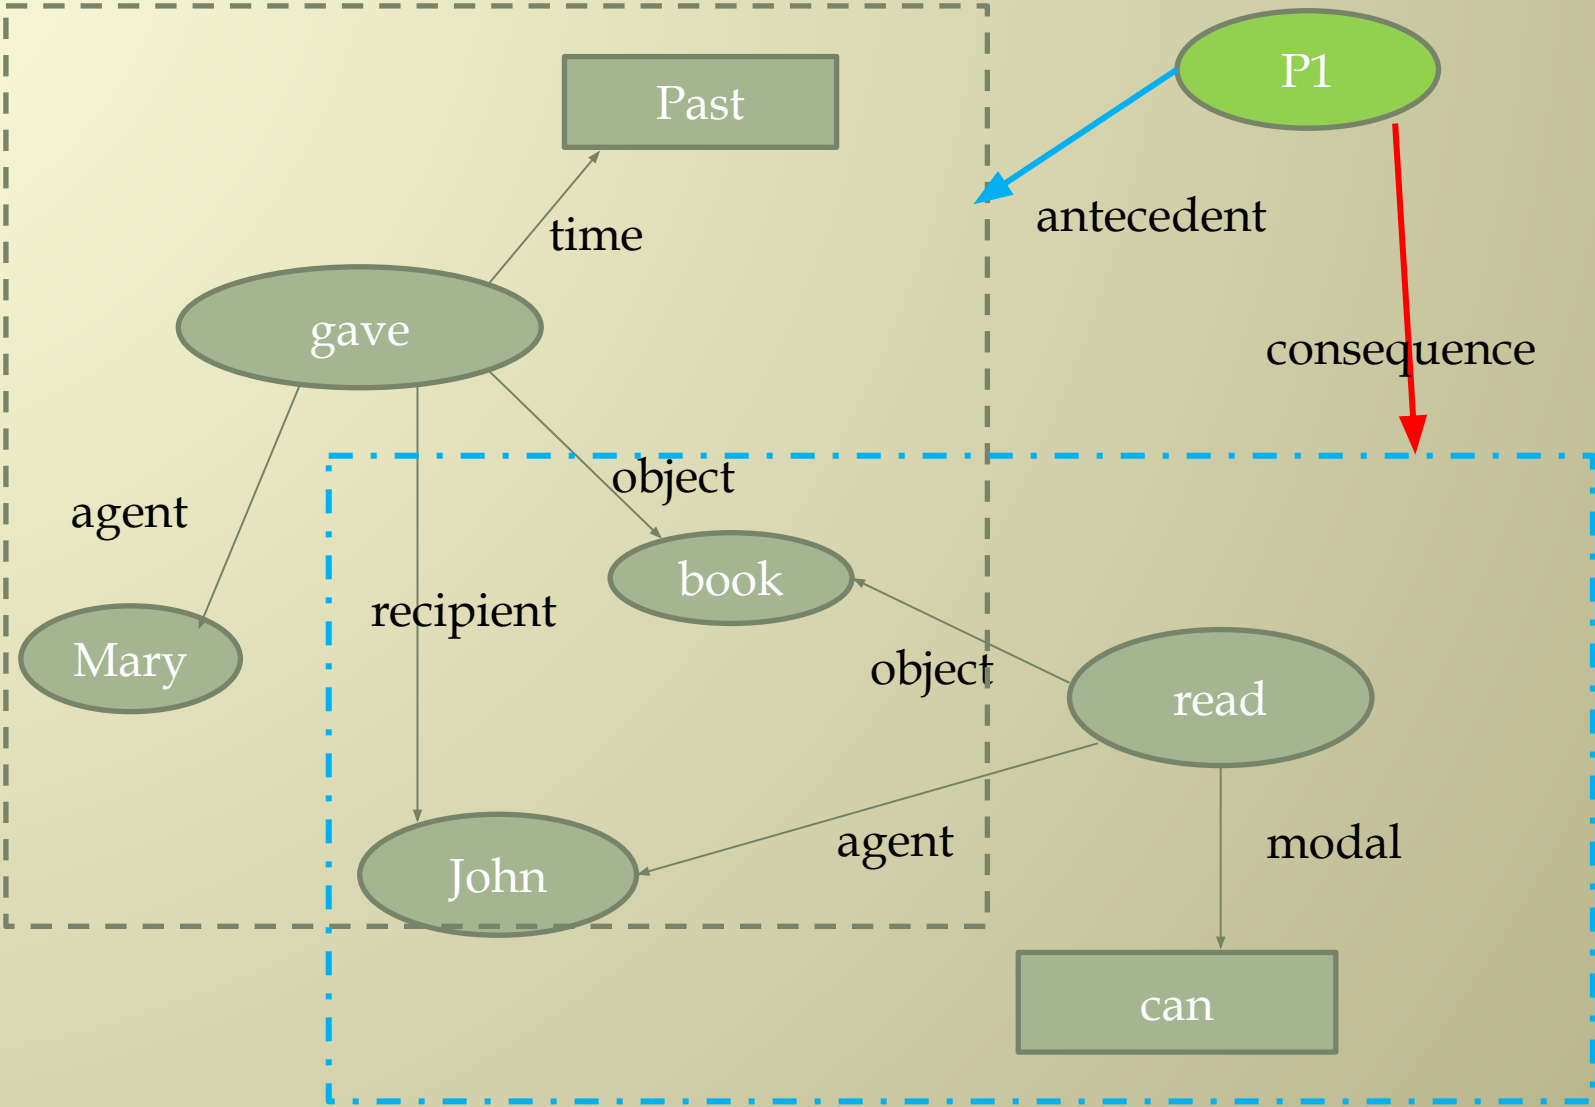 P1
Past
antecedent
time
gave
consequence
object
agent
book
recipient
Mary
object
read
agent
modal
John
can